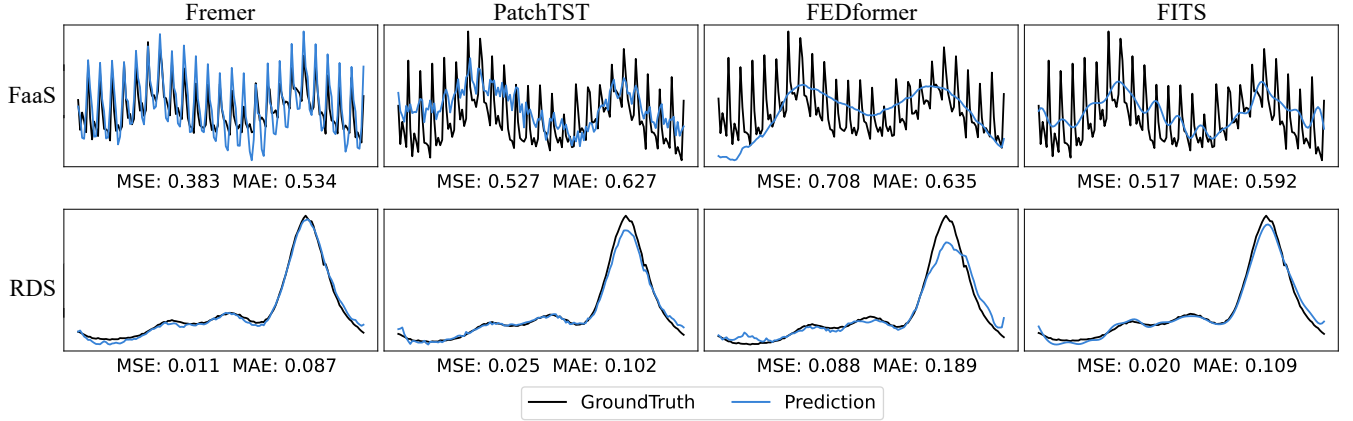 Fremer PatchTST FEDformer FITS
FaaS
MSE: 0.383 MAE: 0.534 MSE: 0.527 MAE: 0.627 MSE: 0.708 MAE: 0.635 MSE: 0.517 MAE: 0.592
RDS
MSE: 0.011 MAE: 0.087 MSE: 0.025 MAE: 0.102 MSE: 0.088 MAE: 0.189 MSE: 0.020 MAE: 0.109
GroundTruth Prediction